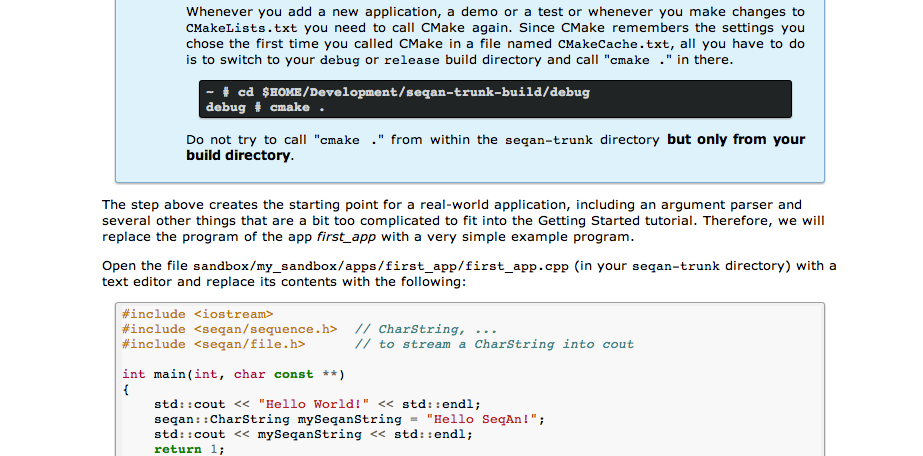 Whenever you add a new application, a demo or a test or whenever you make changes to
CMakeLists.txt you need to call CMake again. Since CMake remembers the settings you
chose the first time you called CMake in a file named CMakeCache.txt, all you have to do
is to switch to your debug or release build directory and call "cmake ." in there.
~ # cd $HOME/Development/seqan-trunk-build/debug
debug # cmake .
Do not try to call "cmake ." from within the seqan-trunk directory but only from your
build directory.
The step above creates the starting point for a real-world application, including an argument parser and
several other things that are a bit too complicated to fit into the Getting Started tutorial. Therefore, we will
replace the program of the app first_app with a very simple example program.
Open the file sandbox/my_sandbox/apps/first_app/first_app.cpp (in your seqan-trunk directory) with a
text editor and replace its contents with the following:
#include <iostream>
#include <seqan/sequence.h>  // CharString, ...
#include <seqan/file.h>      // to stream a CharString into cout
int main(int, char const **)
{
    std::cout << "Hello World!" << std::endl;
    seqan::CharString mySeqanString = "Hello SeqAn!";
    std::cout << mySeqanString << std::endl;
    return 1;